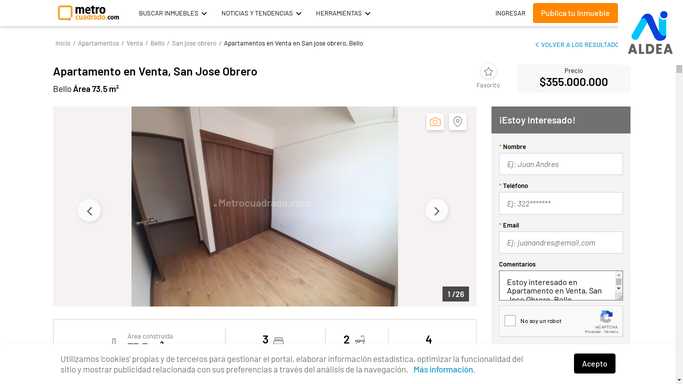 metro
cuadrado.com
BUSCAR INMUEBLES
NOTICIAS Y TENDENCIAS
HERRAMIENTAS
INGRESAR
Publica tu Inmueble
ALDEA
Inicio / Apartamentos / Venta / Bello / San jose obrero / Apartamentos en Venta en San jose obrero, Bello
< VOLVER A LOS RESULTADO
Apartamento en Venta, San Jose Obrero
Bello Área 73.5 m²
Favorito
Precio
$355.000.000
Metrocuadrado.com
1 / 26
¡Estoy Interesado!
* Nombre
Ej: Juan Andres
* Teléfono
Ej: 322*******
* Email
Ej: juanandres@email.com
Comentarios
Estoy interesado en
Apartamento en Venta, San
Jose Obrero, Bello
No soy un robot
reCAPTCHA
Privacidad - Términos
Área construida
3
2
4
Utilizamos 'cookies' propias y de terceros para gestionar el portal, elaborar información estadística, optimizar la funcionalidad del
sitio y mostrar publicidad relacionada con sus preferencias a través del análisis de la navegación. Más información.
Acepto